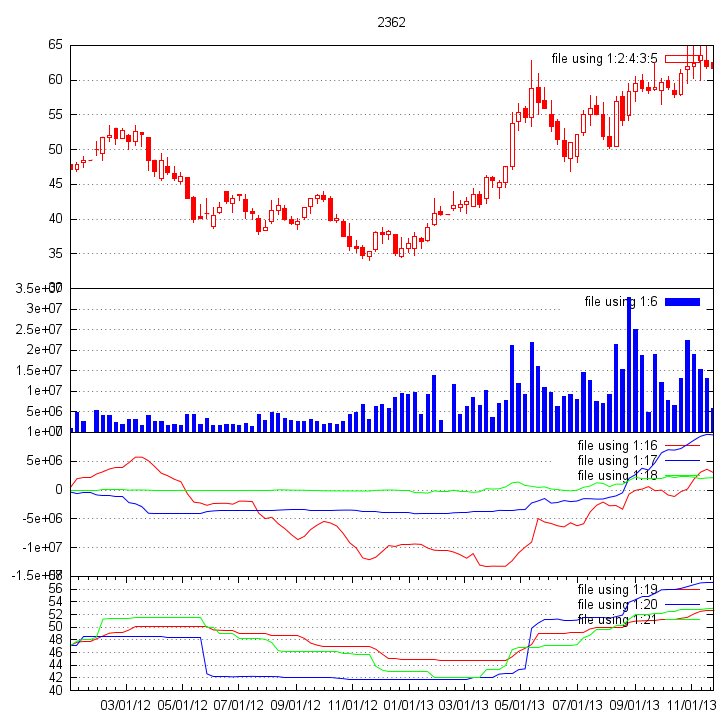 2362
65
file using 1:2:4:3:5
60
55
50
45
40
35
30
3.5e+07
file using 1:6
3e+07
2.5e+07
2e+07
1.5e+07
1e+07
5e+06
0
1e+07
file using 1:16
file using 1:17
file using 1:18
5e+06
0
-5e+06
-1e+07
-1.5e+07
58
file using 1:19
file using 1:20
file using 1:21
56
54
52
50
48
46
44
42
40
03/01/12 05/01/12 07/01/12 09/01/12 11/01/12 01/01/13 03/01/13 05/01/13 07/01/13 09/01/13 11/01/13